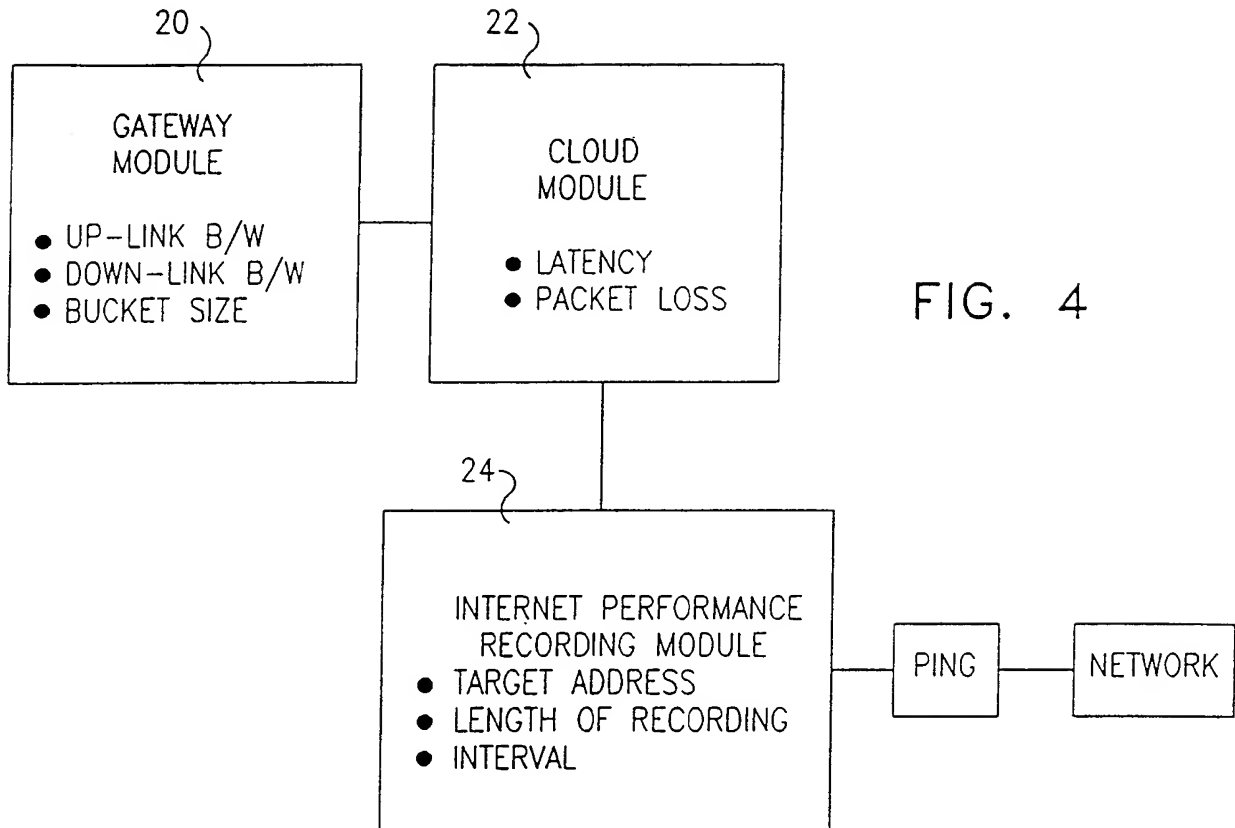 20
22
GATEWAY
MODULE
● UP-LINK B/W
● DOWN-LINK B/W
● BUCKET SIZE
CLOUD
MODULE
● LATENCY
● PACKET LOSS
FIG. 4
24
INTERNET PERFORMANCE
RECORDING MODULE
● TARGET ADDRESS
● LENGTH OF RECORDING
● INTERVAL
PING
NETWORK